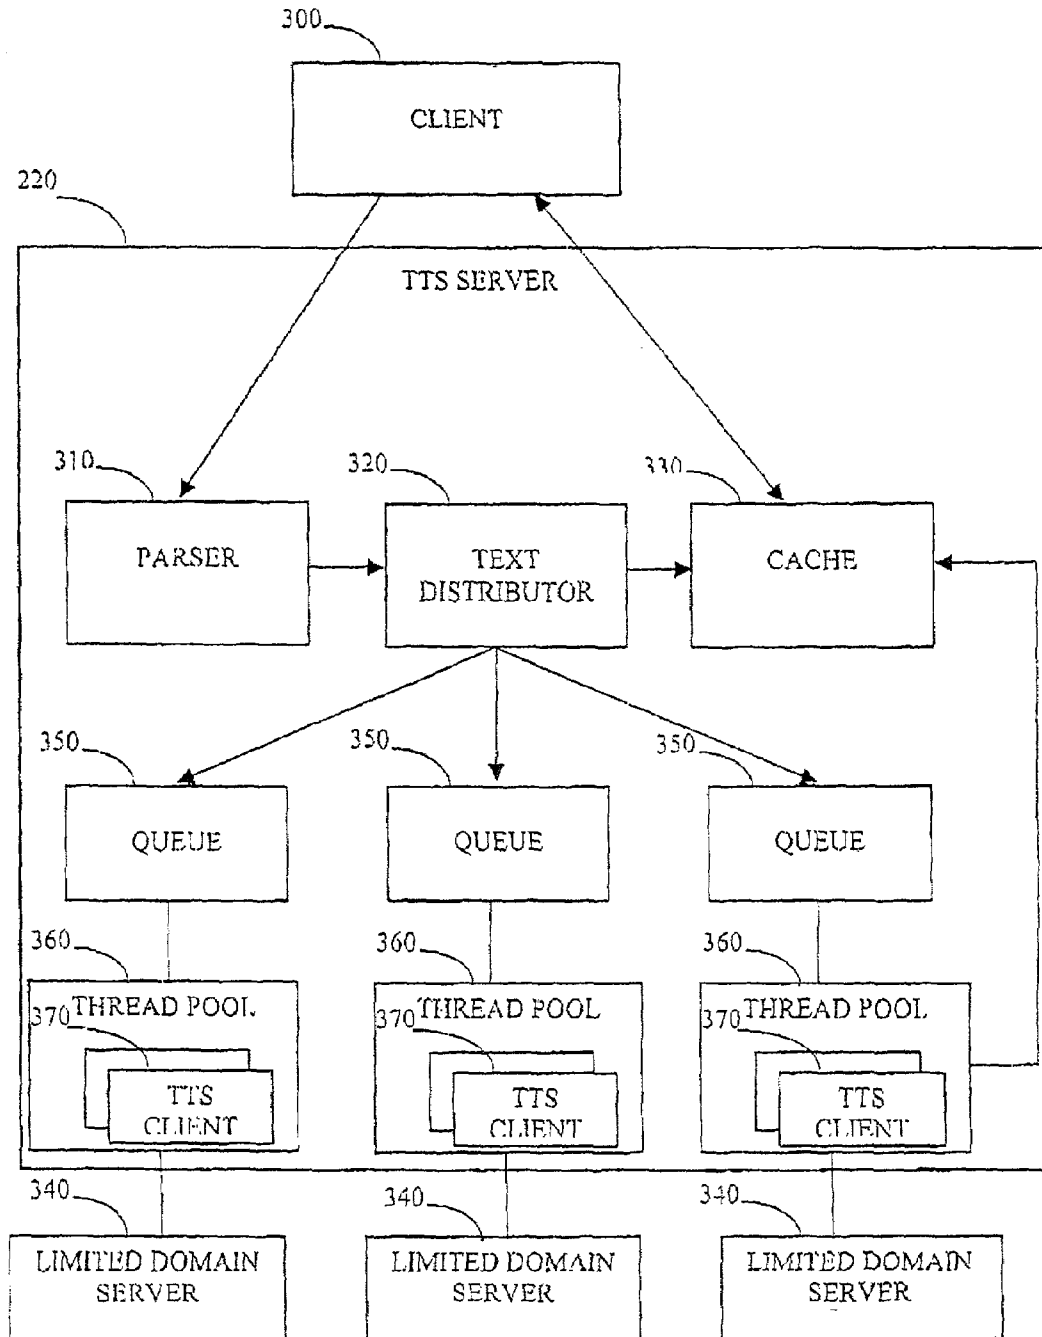 300
CLIENT
220
TTS SERVER
310
320
330
PARSER
TEXT
DISTRIBUTOR
CACHE
350
350
350
QUEUE
QUEUE
QUEUE
360
360
360
THREAD POOL
THREAD POOL
THREAD POOL
370
370
370
TTS
CLIENT
TTS
CLIENT
TTS
CLIENT
340
340
340
LIMITED DOMAIN
SERVER
LIMITED DOMAIN
SERVER
LIMITED DOMAIN
SERVER